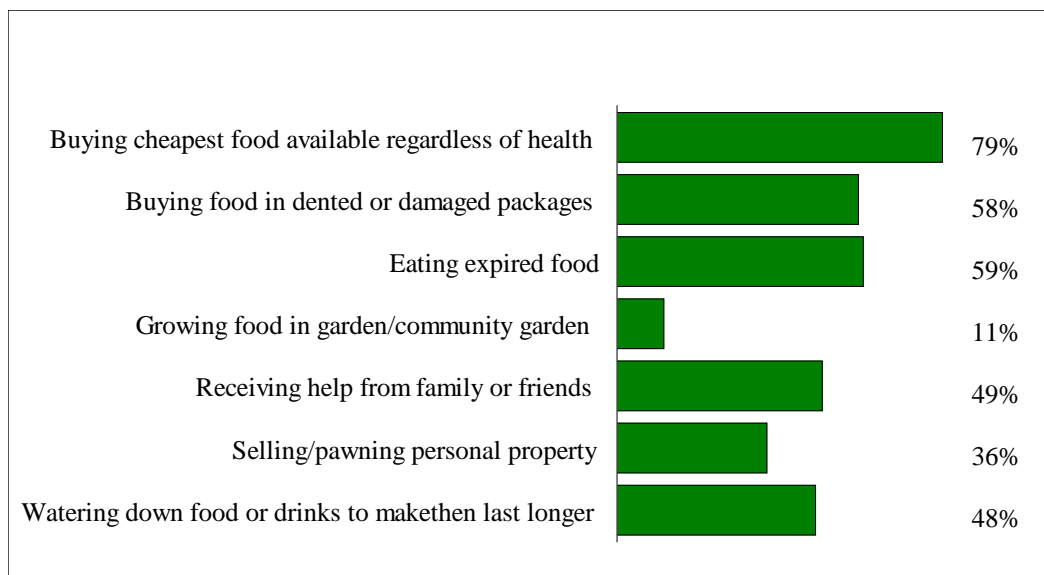 Buying cheapest food available regardless of health 79%
Buying food in dented or damaged packages 58%
Eating expired food 59%
Growing food in garden/community garden 11%
Receiving help from family or friends 49%
Selling/pawning personal property 36%
Watering down food or drinks to makethen last longer 48%